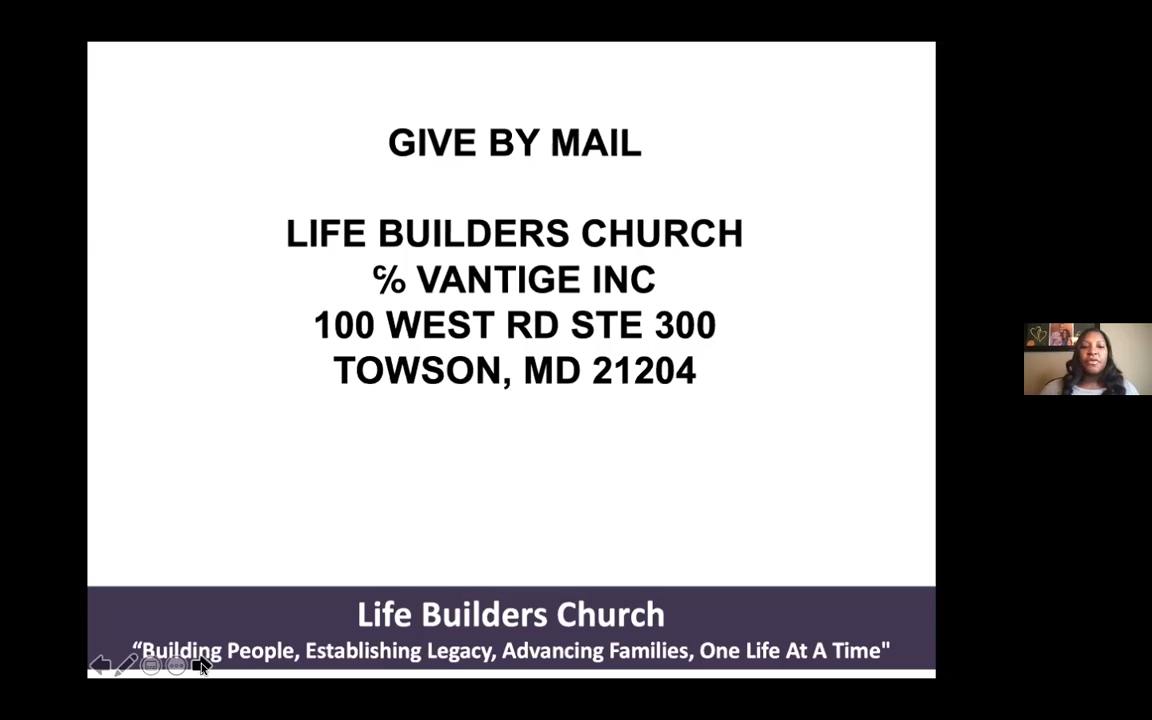 GIVE BY MAIL
LIFE BUILDERS CHURCH
℅ VANTIGE INC
100 WEST RD STE 300
TOWSON, MD 21204
Life Builders Church
“Building People, Establishing Legacy, Advancing Families, One Life At A Time"